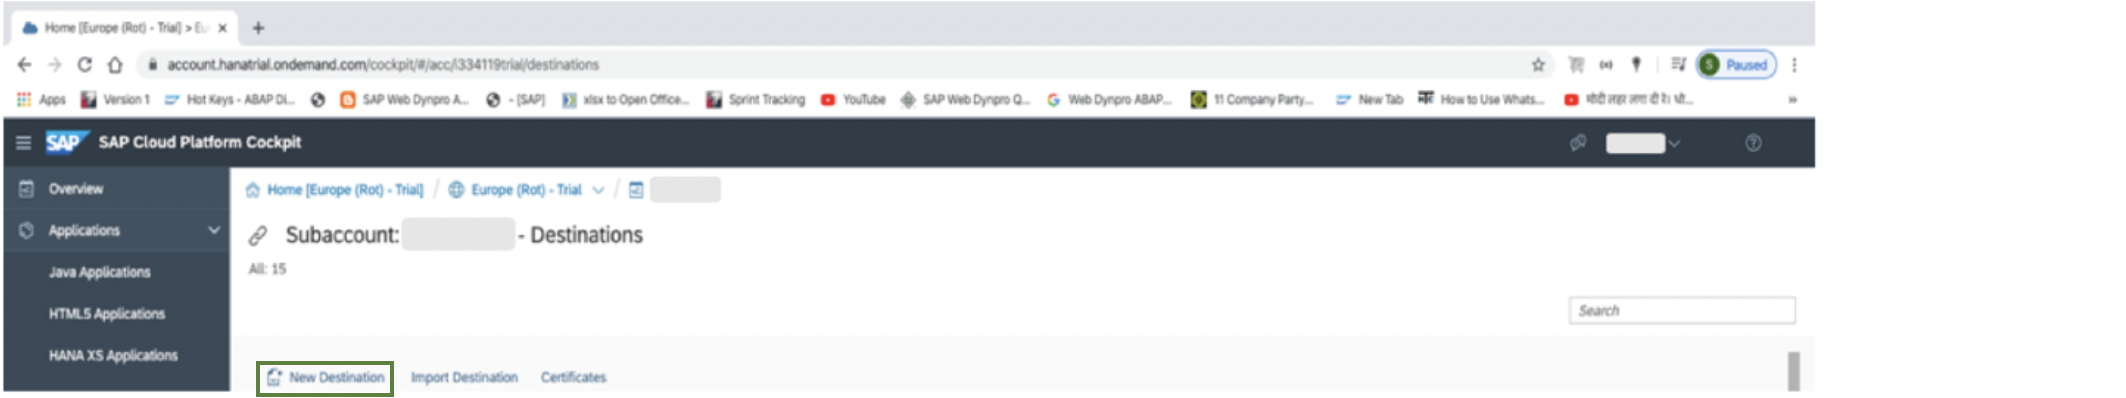 Home [Europe (Rot) - Trial] > Eu
account.hanatrial.ondemand.com/cockpit/#/acc/i334119trial/destinations
S Paused
Apps Version 1 Hot Keys - ABAP Di... SAP Web Dynpro A... - [SAP] xlsx to Open Office... Sprint Tracking YouTube SAP Web Dynpro Q... Web Dynpro ABAP... 11 Company Party... New Tab How to Use Whats... मोदी लहर लगा दी रे। »
SAP SAP Cloud Platform Cockpit
Overview
Home [Europe (Rot) - Trial] / Europe (Rot) - Trial /
Applications
Subaccount: - Destinations
All: 15
Java Applications
HTML5 Applications
Search
HANA XS Applications
New Destination Import Destination Certificates